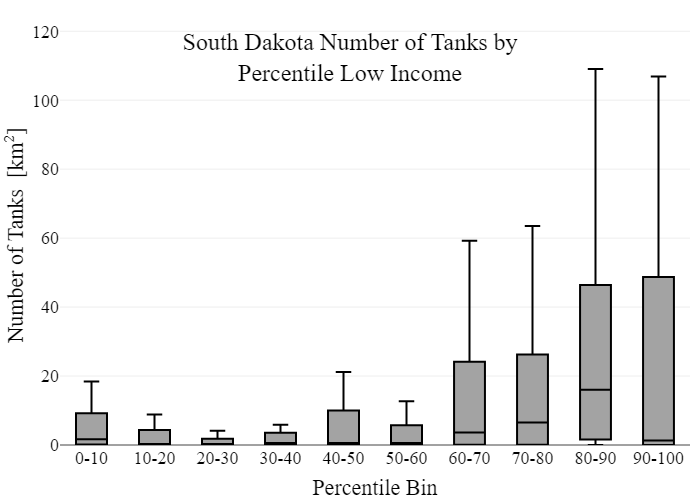 South Dakota Number of Tanks by
Percentile Low Income
Number of Tanks [km²]
120
100
80
60
40
20
0
0-10 10-20 20-30 30-40 40-50 50-60 60-70 70-80 80-90 90-100
Percentile Bin